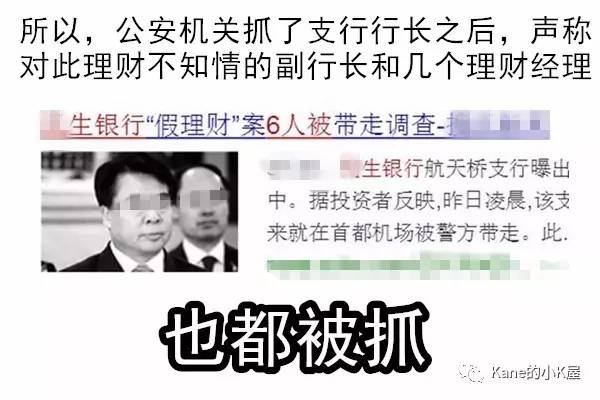 所以，公安机关抓了支行行长之后，声称
对此理财不知情的副行长和几个理财经理
生银行“假理财”案6人被带走调查-
生银行航天桥支行曝出
中。据投资者反映,昨日凌晨,该支
来就在首都机场被警方带走。此...
也都被抓
Kane的小K屋